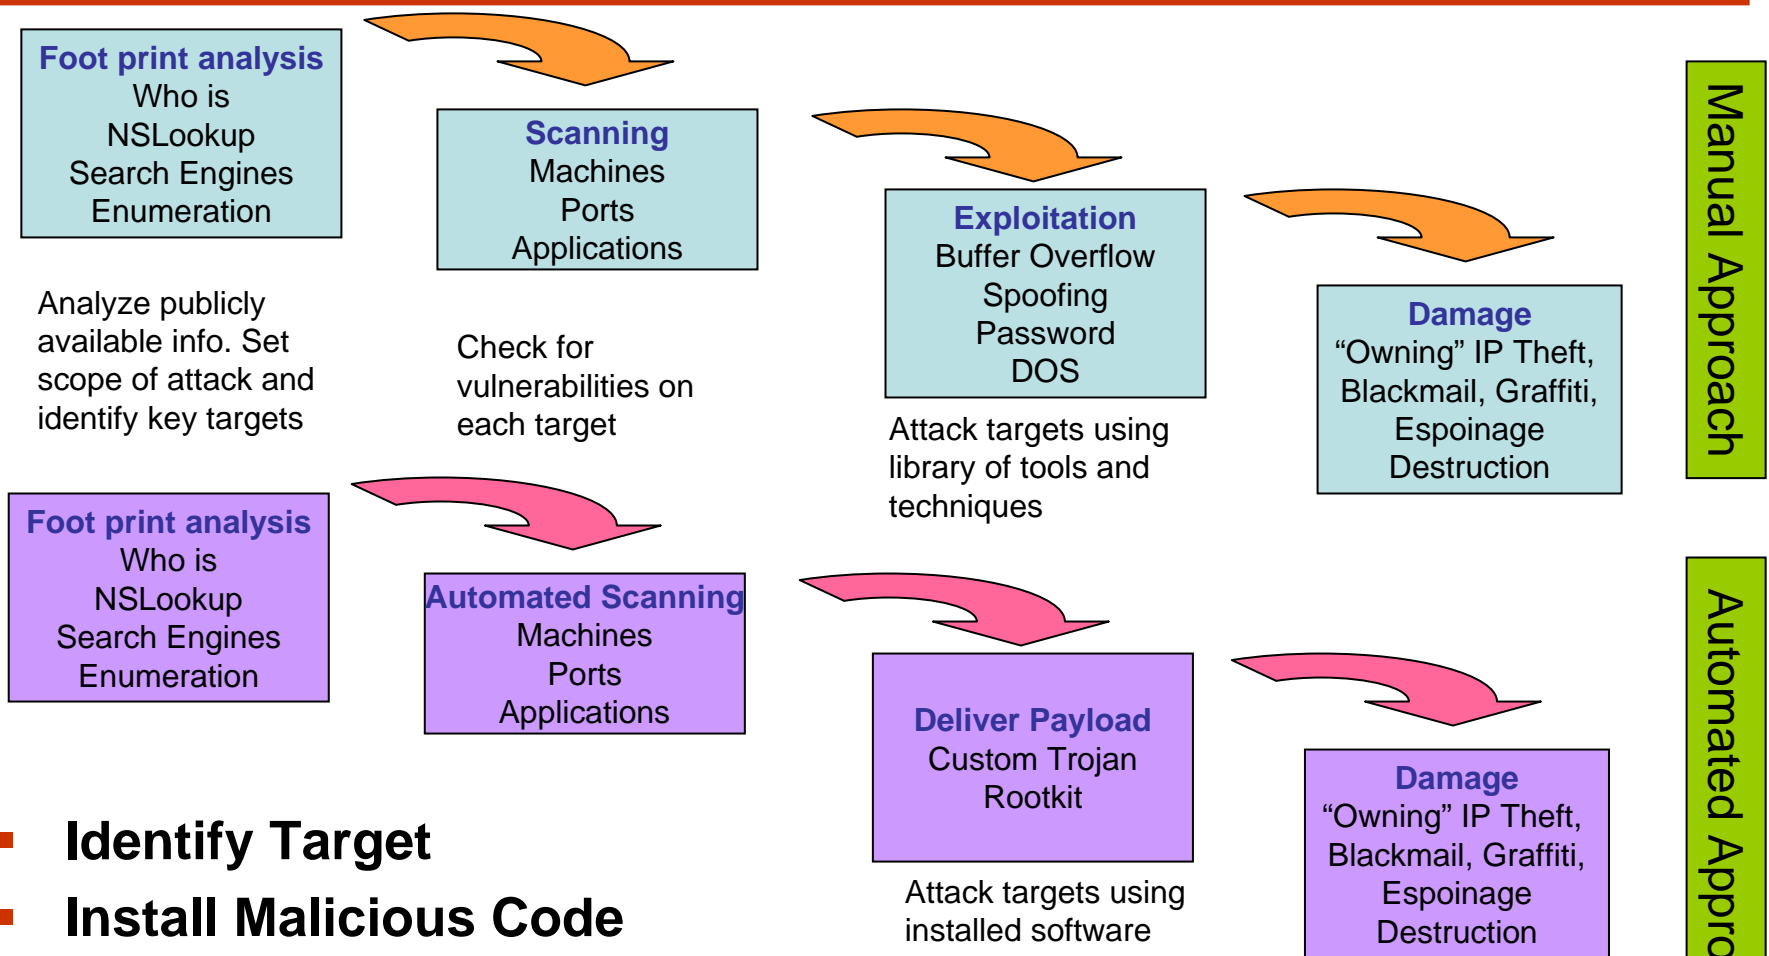 Foot print analysis
Who is
NSLookup
Search Engines
Enumeration
Analyze publicly
available info. Set
scope of attack and
identify key targets
Scanning
Machines
Ports
Applications
Check for
vulnerabilities on
each target
Exploitation
Buffer Overflow
Spoofing
Password
DOS
Attack targets using
library of tools and
techniques
Damage
“Owning” IP Theft,
Blackmail, Graffiti,
Espoinage
Destruction
Manual Approach
Foot print analysis
Who is
NSLookup
Search Engines
Enumeration
Automated Scanning
Machines
Ports
Applications
Deliver Payload
Custom Trojan
Rootkit
Attack targets using
installed software
Damage
“Owning” IP Theft,
Blackmail, Graffiti,
Espoinage
Destruction
Automated Appro
Identify Target
Install Malicious Code